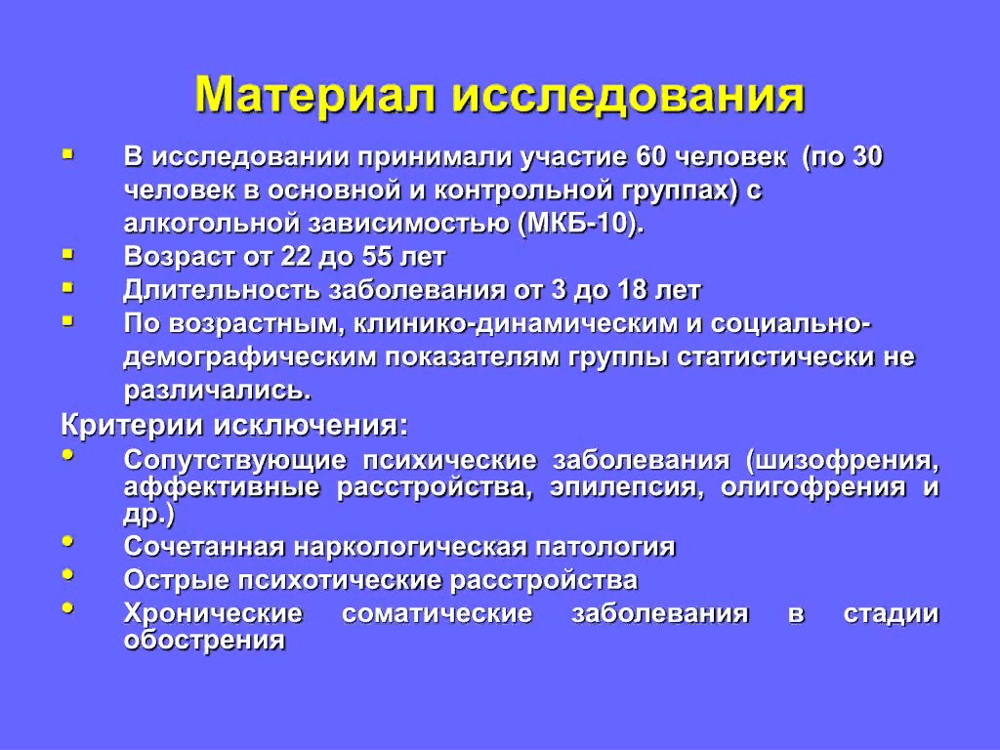 Материал исследования
▪ В исследовании принимали участие 60 человек (по 30
человек в основной и контрольной группах) с
алкогольной зависимостью (МКБ-10).
▪ Возраст от 22 до 55 лет
▪ Длительность заболевания от 3 до 18 лет
▪ По возрастным, клинико-динамическим и социально-
демографическим показателям группы статистически не
различались.
Критерии исключения:
• Сопутствующие психические заболевания (шизофрения,
аффективные расстройства, эпилепсия, олигофрения и
др.)
• Сочетанная наркологическая патология
• Острые психотические расстройства
• Хронические соматические заболевания в стадии
обострения